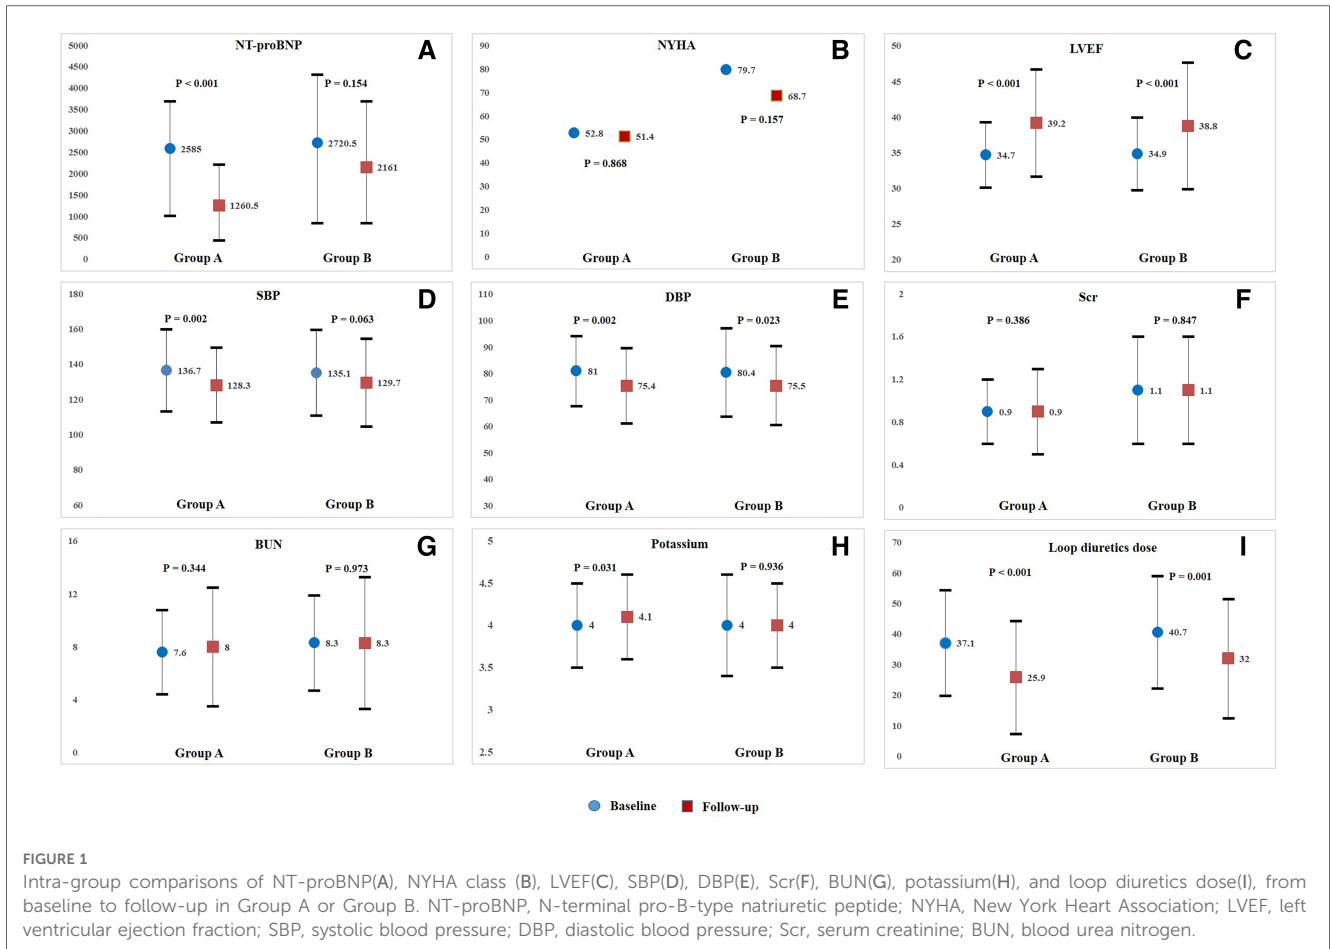 NT-proBNP
A
5000
4500
4000
3500
3000
2500
2000
1500
1000
500
0
P < 0.001
P = 0.154
2585
1260.5
2720.5
2161
Group A
Group B
NYHA
B
90
80
70
60
50
40
30
20
10
0
52.8
51.4
P = 0.868
79.7
68.7
P = 0.157
Group A
Group B
LVEF
C
50
45
40
35
30
25
20
P < 0.001
P < 0.001
34.7
39.2
34.9
38.8
Group A
Group B
SBP
D
180
160
140
120
100
80
60
P = 0.002
P = 0.063
136.7
128.3
135.1
129.7
Group A
Group B
DBP
E
110
100
90
80
70
60
50
40
30
P = 0.002
P = 0.023
81
75.4
80.4
75.5
Group A
Group B
Scr
F
2
1.6
1.2
0.8
0.4
0
P = 0.386
P = 0.847
0.9
0.9
1.1
1.1
Group A
Group B
BUN
G
16
12
8
4
0
P = 0.344
P = 0.973
7.6
8
8.3
8.3
Group A
Group B
Potassium
H
5
4.5
4
3.5
3
2.5
P = 0.031
P = 0.936
4
4.1
4
4
Group A
Group B
Loop diuretics dose
I
70
60
50
40
30
20
10
0
P < 0.001
P = 0.001
37.1
25.9
40.7
32
Group A
Group B
Baseline
Follow-up
FIGURE 1
Intra-group comparisons of NT-proBNP(A), NYHA class (B), LVEF(C), SBP(D), DBP(E), Scr(F), BUN(G), potassium(H), and loop diuretics dose(I), from
baseline to follow-up in Group A or Group B. NT-proBNP, N-terminal pro-B-type natriuretic peptide; NYHA, New York Heart Association; LVEF, left
ventricular ejection fraction; SBP, systolic blood pressure; DBP, diastolic blood pressure; Scr, serum creatinine; BUN, blood urea nitrogen.